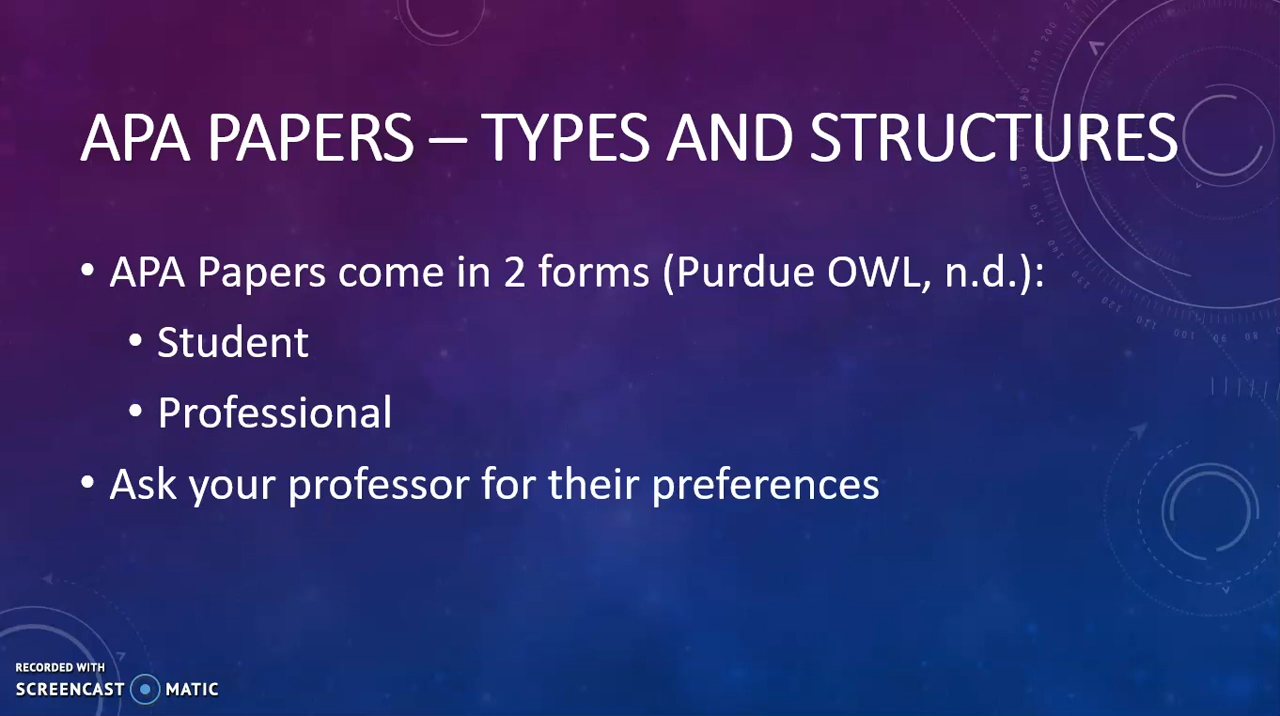 APA PAPERS – TYPES AND STRUCTURES
• APA Papers come in 2 forms (Purdue OWL, n.d.):
• Student
• Professional
• Ask your professor for their preferences
RECORDED WITH
SCREENCAST MATIC